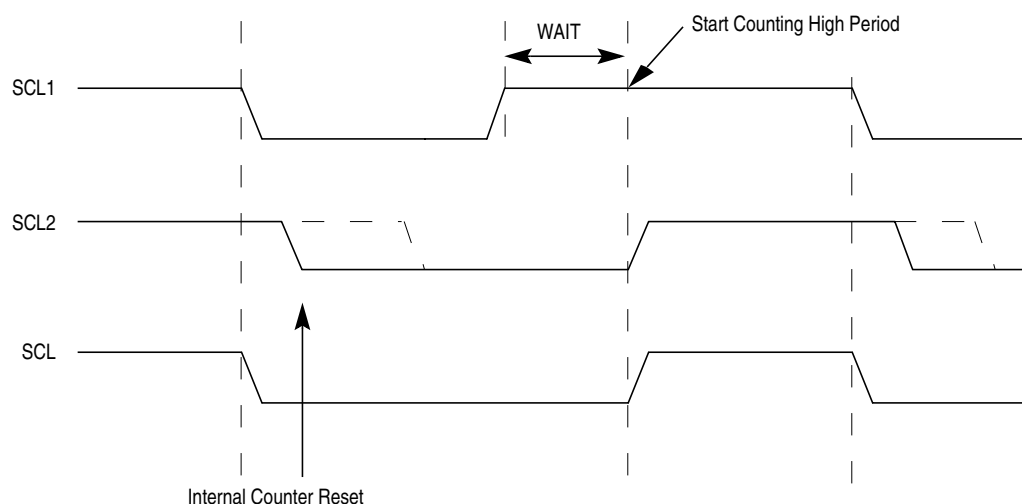 WAIT
Start Counting High Period
SCL1
SCL2
SCL
Internal Counter Reset